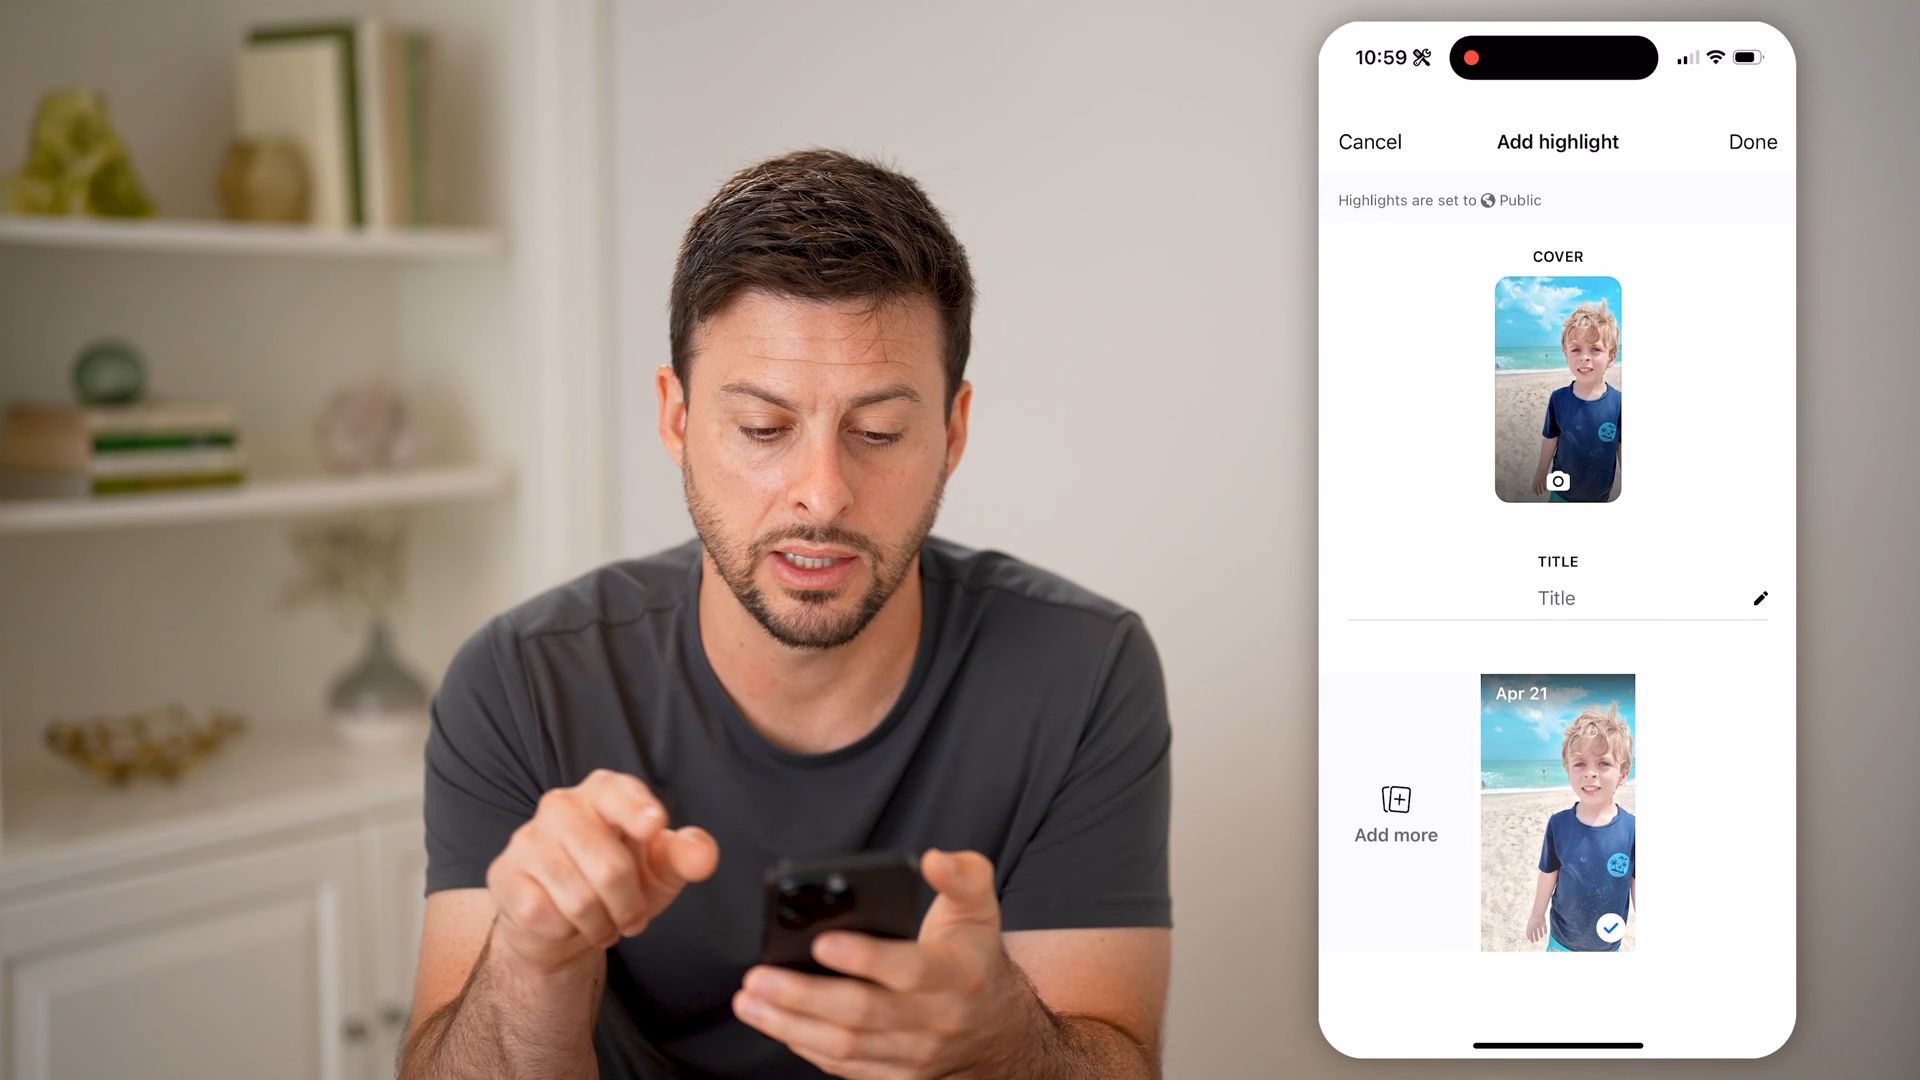 10:59
Cancel
Add highlight
Done
Highlights are set to Public
COVER
TITLE
Title
Apr 21
Add more